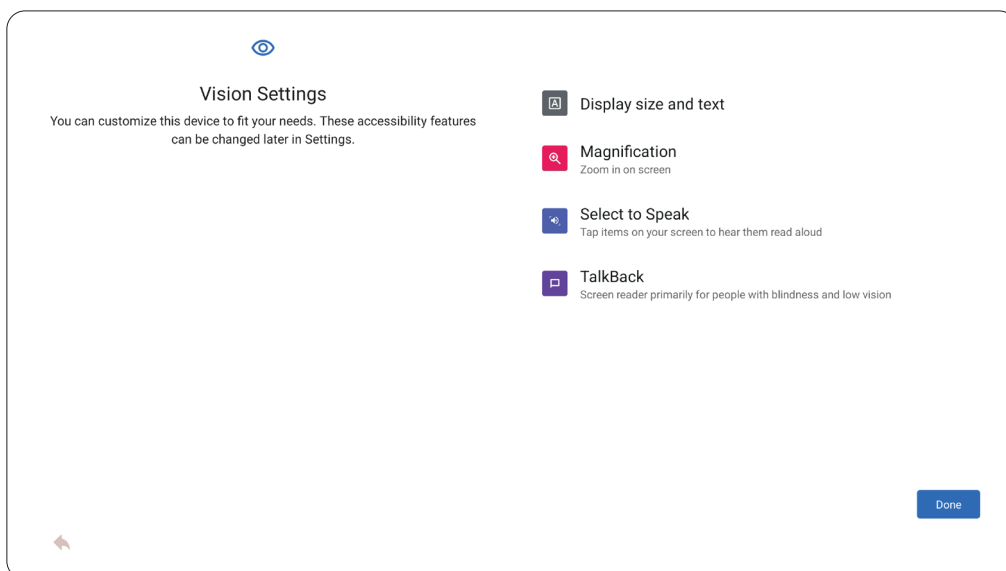 Vision Settings
You can customize this device to fit your needs. These accessibility features
can be changed later in Settings.
A
Display size and text
Magnification
Zoom in on screen
Select to Speak
Tap items on your screen to hear them read aloud
TalkBack
Screen reader primarily for people with blindness and low vision
Done